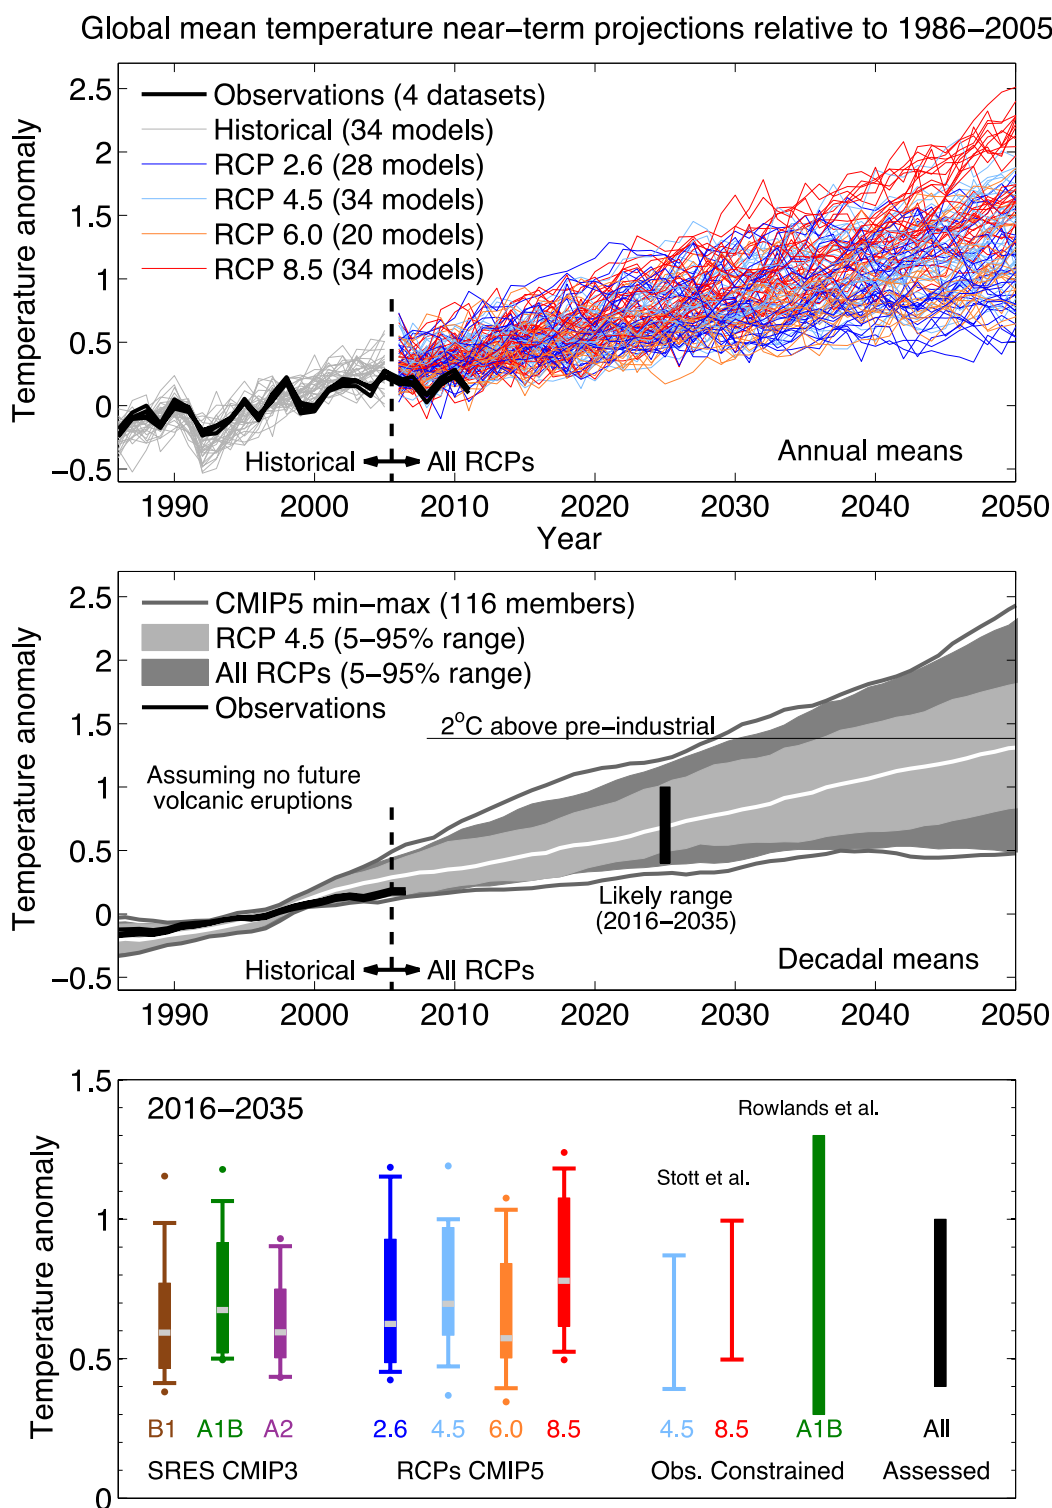 Global mean temperature near−term projections relative to 1986−2005
Temperature anomaly
2.5
2
1.5
1
0.5
0
−0.5
Observations (4 datasets)
Historical (34 models)
RCP 2.6 (28 models)
RCP 4.5 (34 models)
RCP 6.0 (20 models)
RCP 8.5 (34 models)
Historical
All RCPs
Annual means
1990 2000 2010 2020 2030 2040 2050
Year
Temperature anomaly
2.5
2
1.5
1
0.5
0
−0.5
CMIP5 min−max (116 members)
RCP 4.5 (5−95% range)
All RCPs (5−95% range)
Observations
2°C above pre−industrial
Assuming no future
volcanic eruptions
Likely range
(2016−2035)
Historical
All RCPs
Decadal means
1990 2000 2010 2020 2030 2040 2050
Temperature anomaly
1.5
1
0.5
0
2016−2035
Rowlands et al.
Stott et al.
B1 A1B A2 2.6 4.5 6.0 8.5 4.5 8.5 A1B All
SRES CMIP3 RCPs CMIP5 Obs. Constrained Assessed